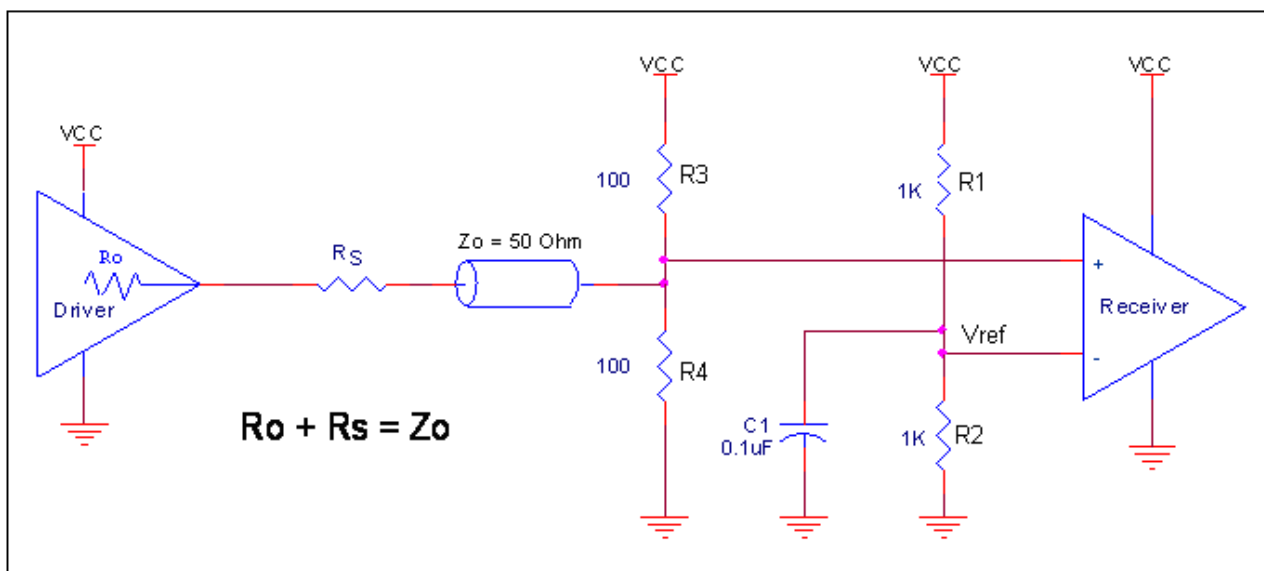 VCC
VCC
VCC
VCC
100
R3
1K
R1
Zo = 50 Ohm
Ro
RS
+
Driver
Receiver
Vref
-
100
R4
Ro + Rs = Zo
C1
0.1uF
1K
R2